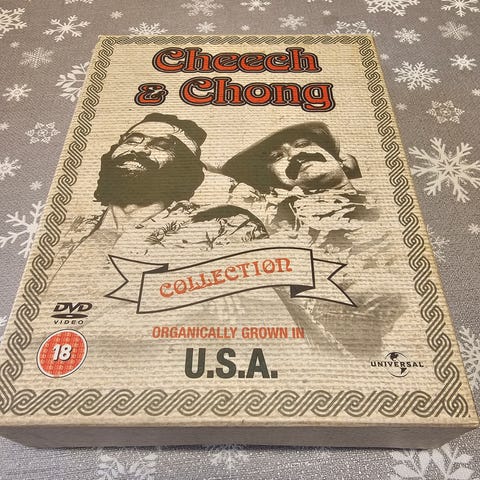 Cheech
& Chong
COLLECTION
ORGANICALLY GROWN IN
U.S.A.
DVD
VIDEO
18
UNIVERSAL